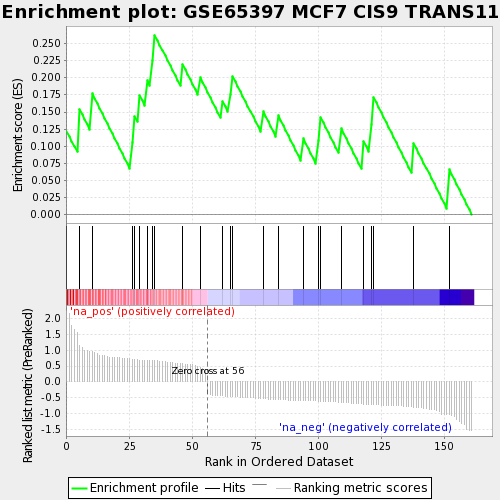 Enrichment plot: GSE65397 MCF7 CIS9 TRANS11
Enrichment score (ES)
0.250
0.225
0.200
0.175
0.150
0.125
0.100
0.075
0.050
0.025
0.000
'na_pos' (positively correlated)
Ranked list metric (PreRanked)
2.0
1.5
1.0
0.5
0.0
-0.5
-1.0
-1.5
Zero cross at 56
'na_neg' (negatively correlated)
0 25 50 75 100 125 150
Rank in Ordered Dataset
Enrichment profile Hits Ranking metric scores